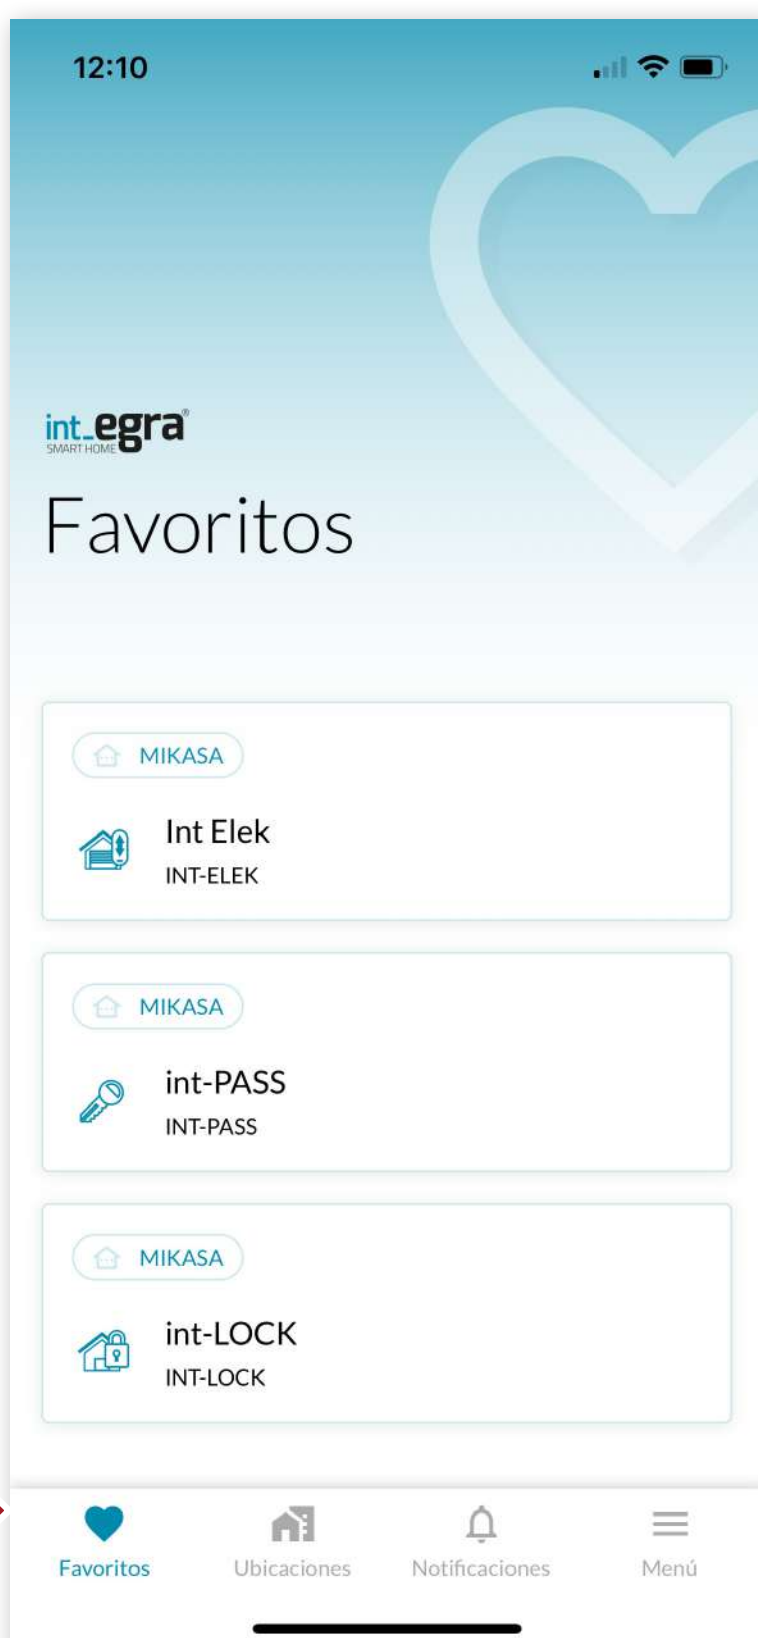 12:10
int_egra®
SMART HOME
Favoritos
MIKASA
Int Elek
INT-ELEK
MIKASA
int-PASS
INT-PASS
MIKASA
int-LOCK
INT-LOCK
Favoritos Ubicaciones Notificaciones Menú